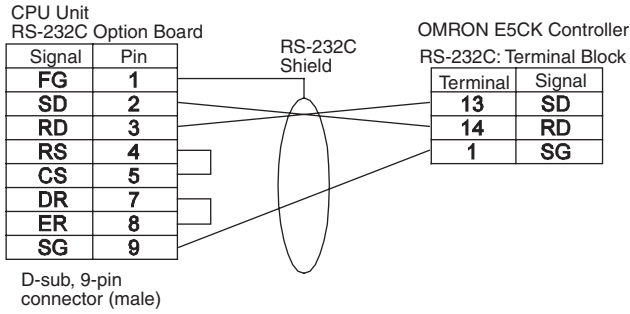 CPU Unit
RS-232C Option Board
Signal Pin
FG 1
SD 2
RD 3
RS 4
CS 5
DR 7
ER 8
SG 9
D-sub, 9-pin
connector (male)
RS-232C
Shield
OMRON E5CK Controller
RS-232C: Terminal Block
Terminal Signal
13 SD
14 RD
1 SG